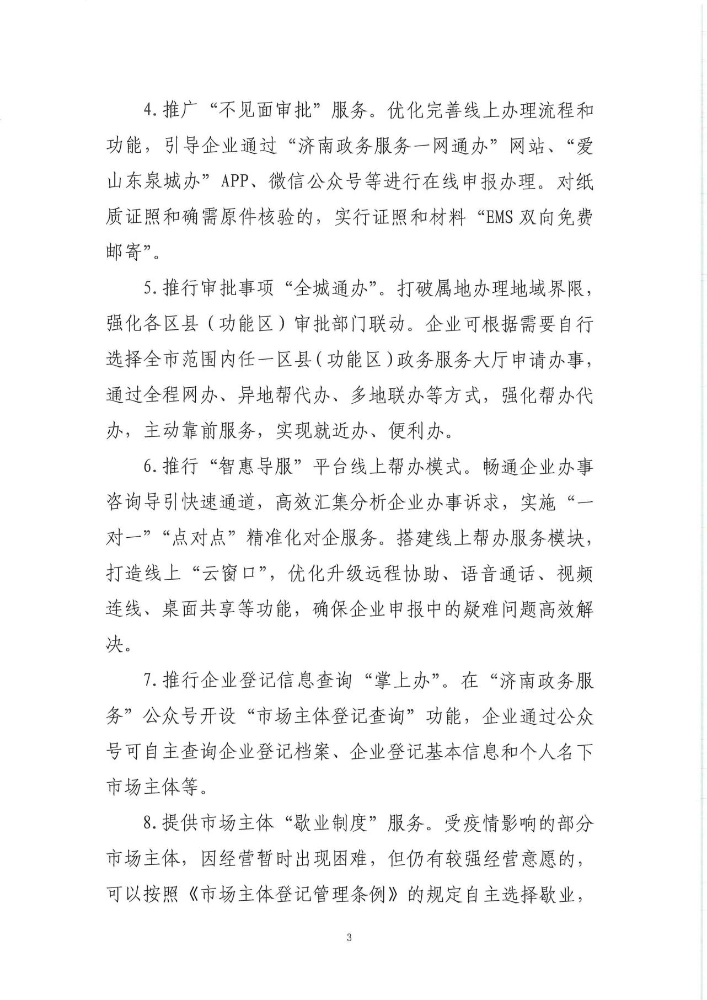 4.推广“不见面审批”服务。优化完善线上办理流程和
功能，引导企业通过“济南政务服务一网通办”网站、“爱
山东泉城办”APP、微信公众号等进行在线申报办理。对纸
质证照和确需原件核验的，实行证照和材料“EMS双向免费
邮寄”。
5.推行审批事项“全城通办”。打破属地办理地域界限，
强化各区县（功能区）审批部门联动。企业可根据需要自行
选择全市范围内任一区县（功能区）政务服务大厅申请办事，
通过全程网办、异地帮代办、多地联办等方式，强化帮办代
办，主动靠前服务，实现就近办、便利办。
6.推行“智惠导服”平台线上帮办模式。畅通企业办事
咨询导引快速通道，高效汇集分析企业办事诉求，实施“一
对一”“点对点”精准化对企服务。搭建线上帮办服务模块，
打造线上“云窗口”，优化升级远程协助、语音通话、视频
连线、桌面共享等功能，确保企业申报中的疑难问题高效解
决。
7.推行企业登记信息查询“掌上办”。在“济南政务服
务”公众号开设“市场主体登记查询”功能，企业通过公众
号可自主查询企业登记档案、企业登记基本信息和个人名下
市场主体等。
8.提供市场主体“歇业制度”服务。受疫情影响的部分
市场主体，因经营暂时出现困难，但仍有较强经营意愿的，
可以按照《市场主体登记管理条例》的规定自主选择歇业，
3